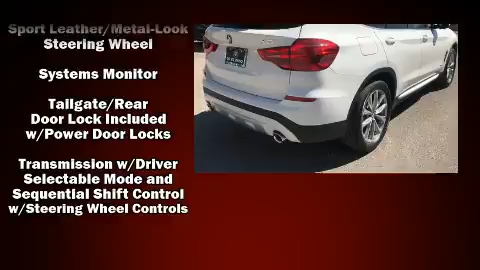 Sport Leather/Metal-Look
Steering Wheel
Systems Monitor
Tailgate/Rear
Door Lock Included
w/Power Door Locks
Transmission w/Driver
Selectable Mode and
Sequential Shift Control
w/Steering Wheel Controls